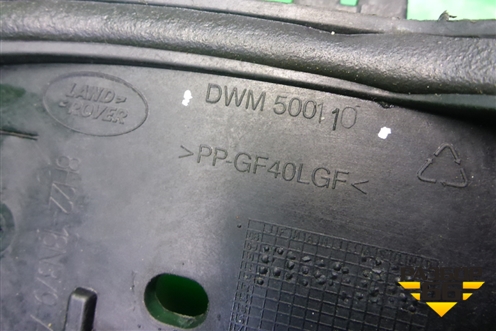 LAND
ROVER
DWM 500110
>PP-GF40LGF<